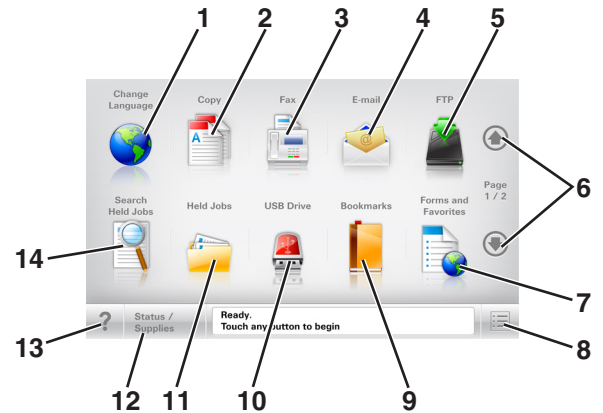 1
2
3
4
5
Change
Language
Copy
Fax
E-mail
FTP
A
@
6
Page
1 / 2
Search
Held Jobs
Held Jobs
USB Drive
Bookmarks
Forms and
Favorites
14
7
?
Status /
Supplies
Ready.
Touch any button to begin
13
12
11
10
9
8